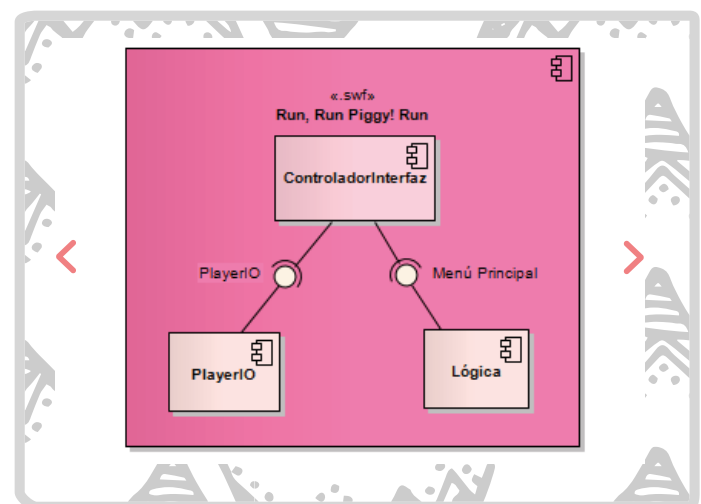 «.swf»
Run, Run Piggy! Run
ControladorInterfaz
PlayerIO
Menú Principal
PlayerIO
Lógica